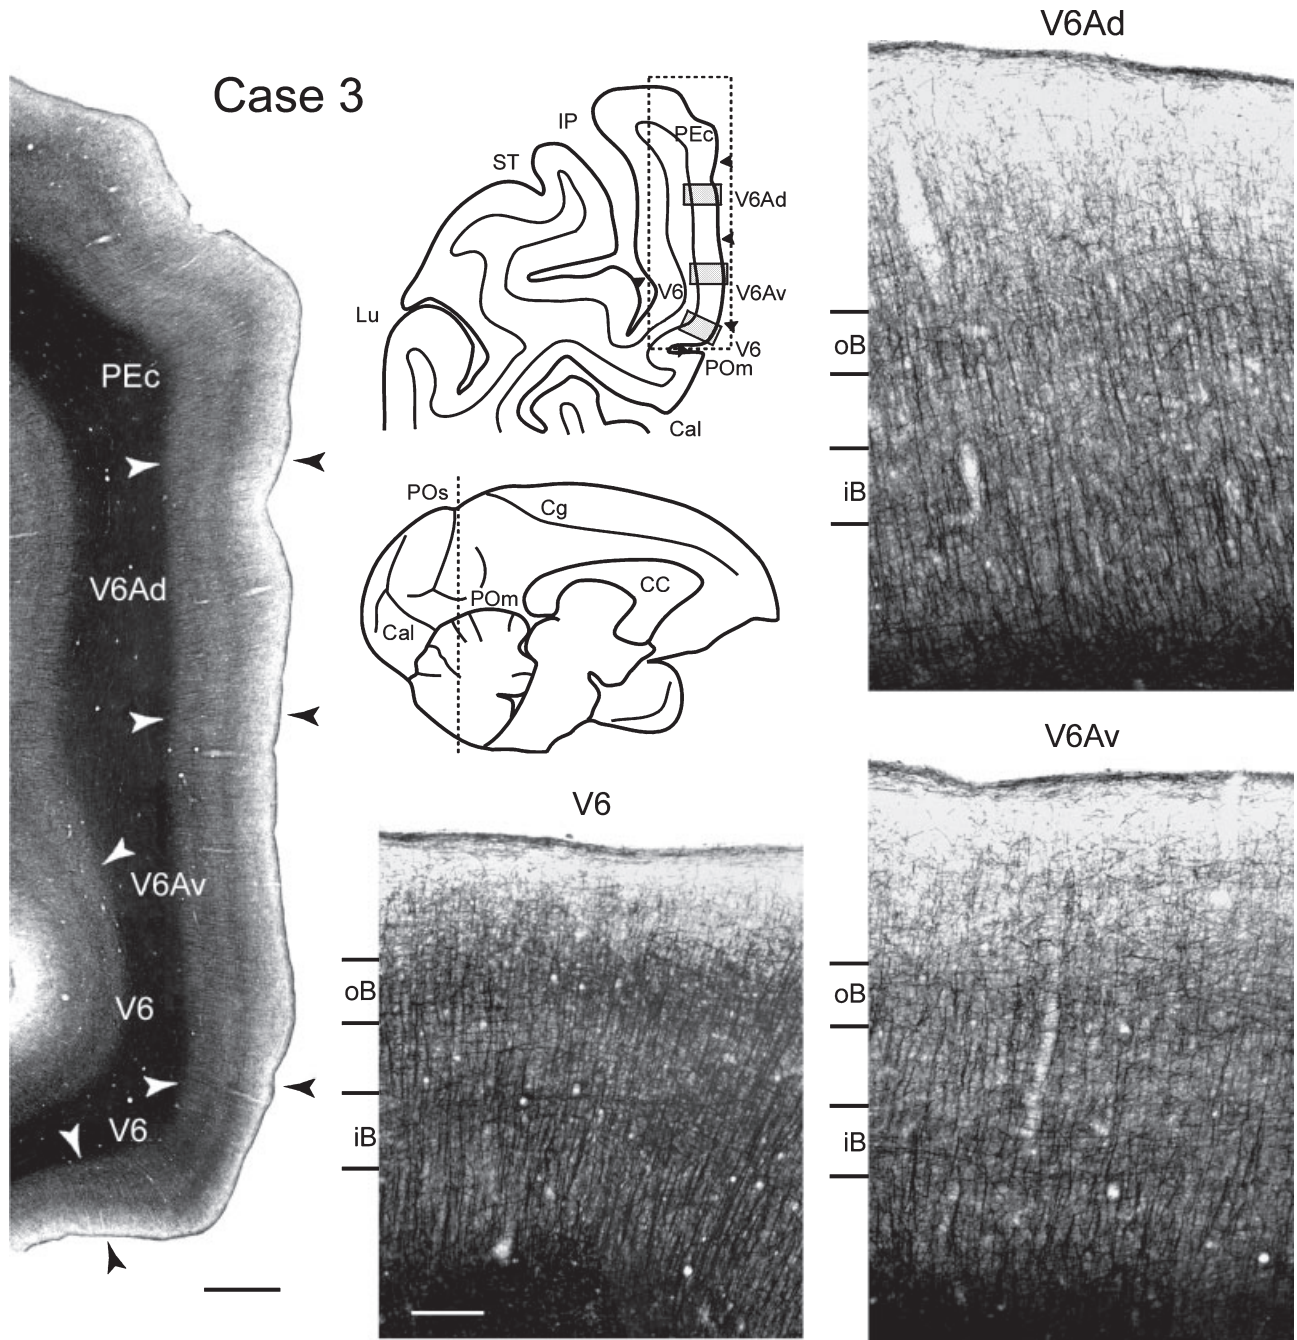 Case 3
PEc
V6Ad
V6Av
V6
V6
IP
ST
PEc
V6Ad
V6
V6Av
V6
Lu
POm
Cal
POs
Cg
CC
POm
Cal
V6Ad
oB
iB
V6
oB
iB
V6Av
oB
iB